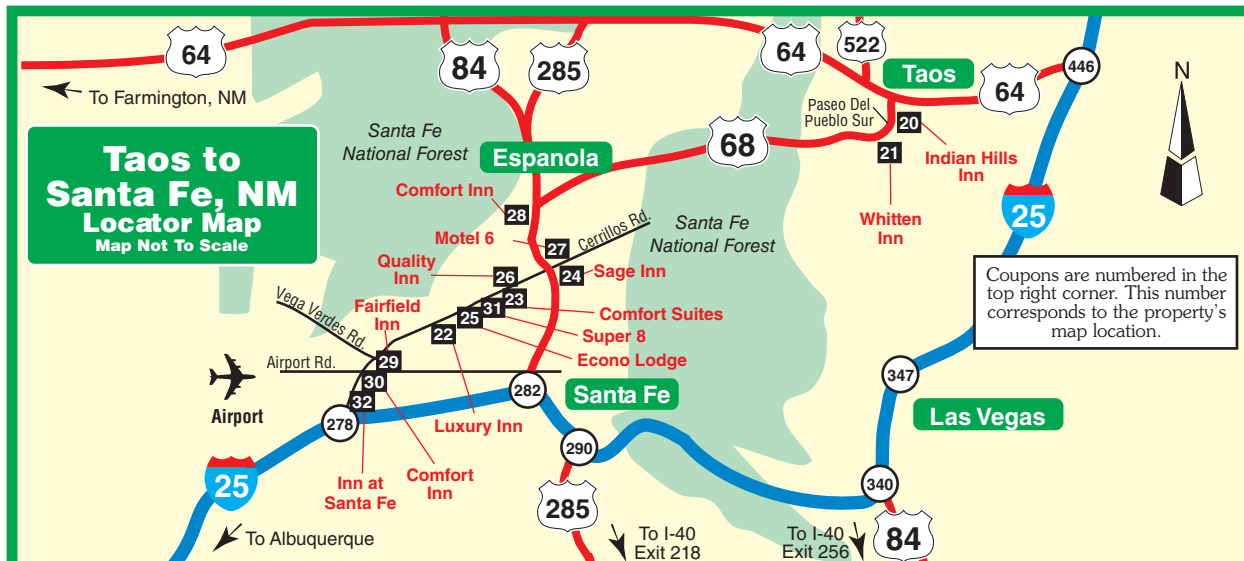 64
84
285
64
522
Taos
64
446
N
To Farmington, NM
Paseo Del
Pueblo Sur
20
Indian Hills
Inn
21
Whitten
Inn
Taos to
Santa Fe, NM
Locator Map
Map Not To Scale
Santa Fe
National Forest
Espanola
68
25
Comfort Inn
28
Cerrillos Rd.
Santa Fe
National Forest
Motel 6
27
Quality
Inn
26
24
Sage Inn
Coupons are numbered in the
top right corner. This number
corresponds to the property’s
map location.
Vega Verdes Rd.
Fairfield
Inn
23
Comfort Suites
31
Super 8
25
Econo Lodge
22
29
Airport Rd.
30
32
Airport
278
282
Santa Fe
347
Las Vegas
Luxury Inn
290
25
Inn at
Santa Fe
Comfort
Inn
285
340
84
To Albuquerque
To I-40
Exit 218
To I-40
Exit 256